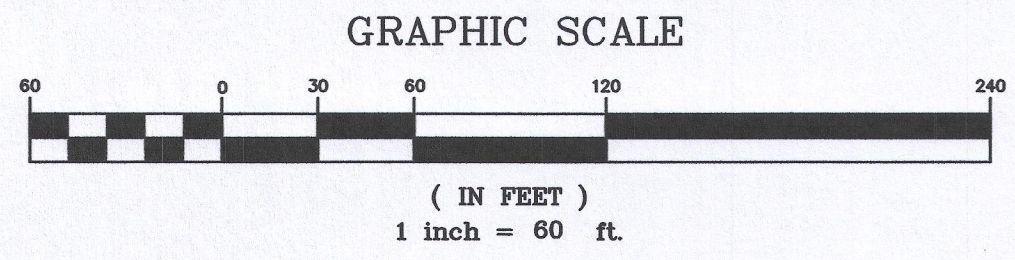 GRAPHIC SCALE
60 0 30 60 120 240
( IN FEET )
1 inch = 60 ft.